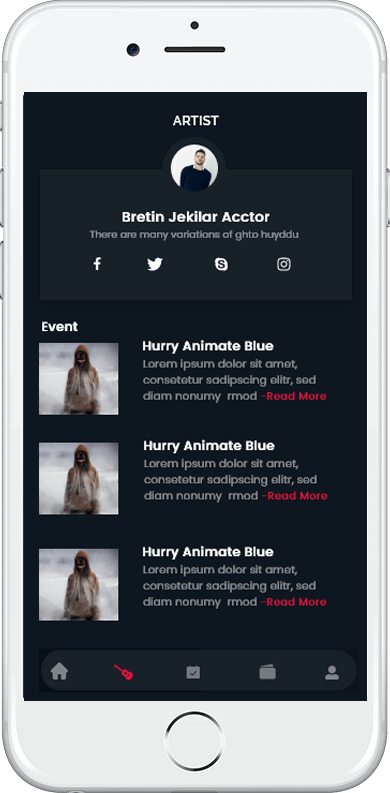 ARTIST
Bretin Jekilar Acctor
There are many variations of ghto huyddu
Event
Hurry Animate Blue
Lorem ipsum dolor sit amet,
consetetur sadipscing elitr, sed
diam nonumy rmod -Read More
Hurry Animate Blue
Lorem ipsum dolor sit amet,
consetetur sadipscing elitr, sed
diam nonumy rmod -Read More
Hurry Animate Blue
Lorem ipsum dolor sit amet,
consetetur sadipscing elitr, sed
diam nonumy rmod -Read More